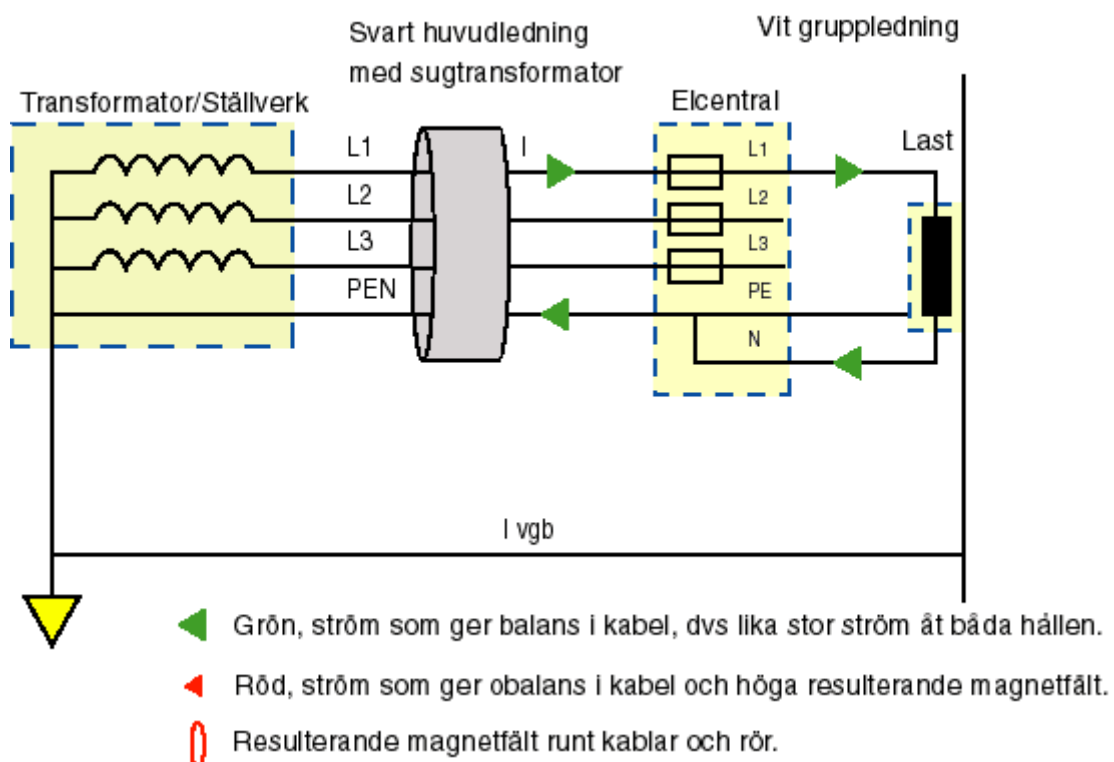 Svart huvudledning
med sugtransformator
Vit gruppledning
Transformator/Ställverk
Elcentral
Last
L1
I
L1
L2
L2
L3
L3
PEN
PE
N
I vgb
Grön, ström som ger balans i kabel, dvs lika stor ström åt båda hållen.
Röd, ström som ger obalans i kabel och höga resulterande magnetfält.
Resulterande magnetfält runt kablar och rör.